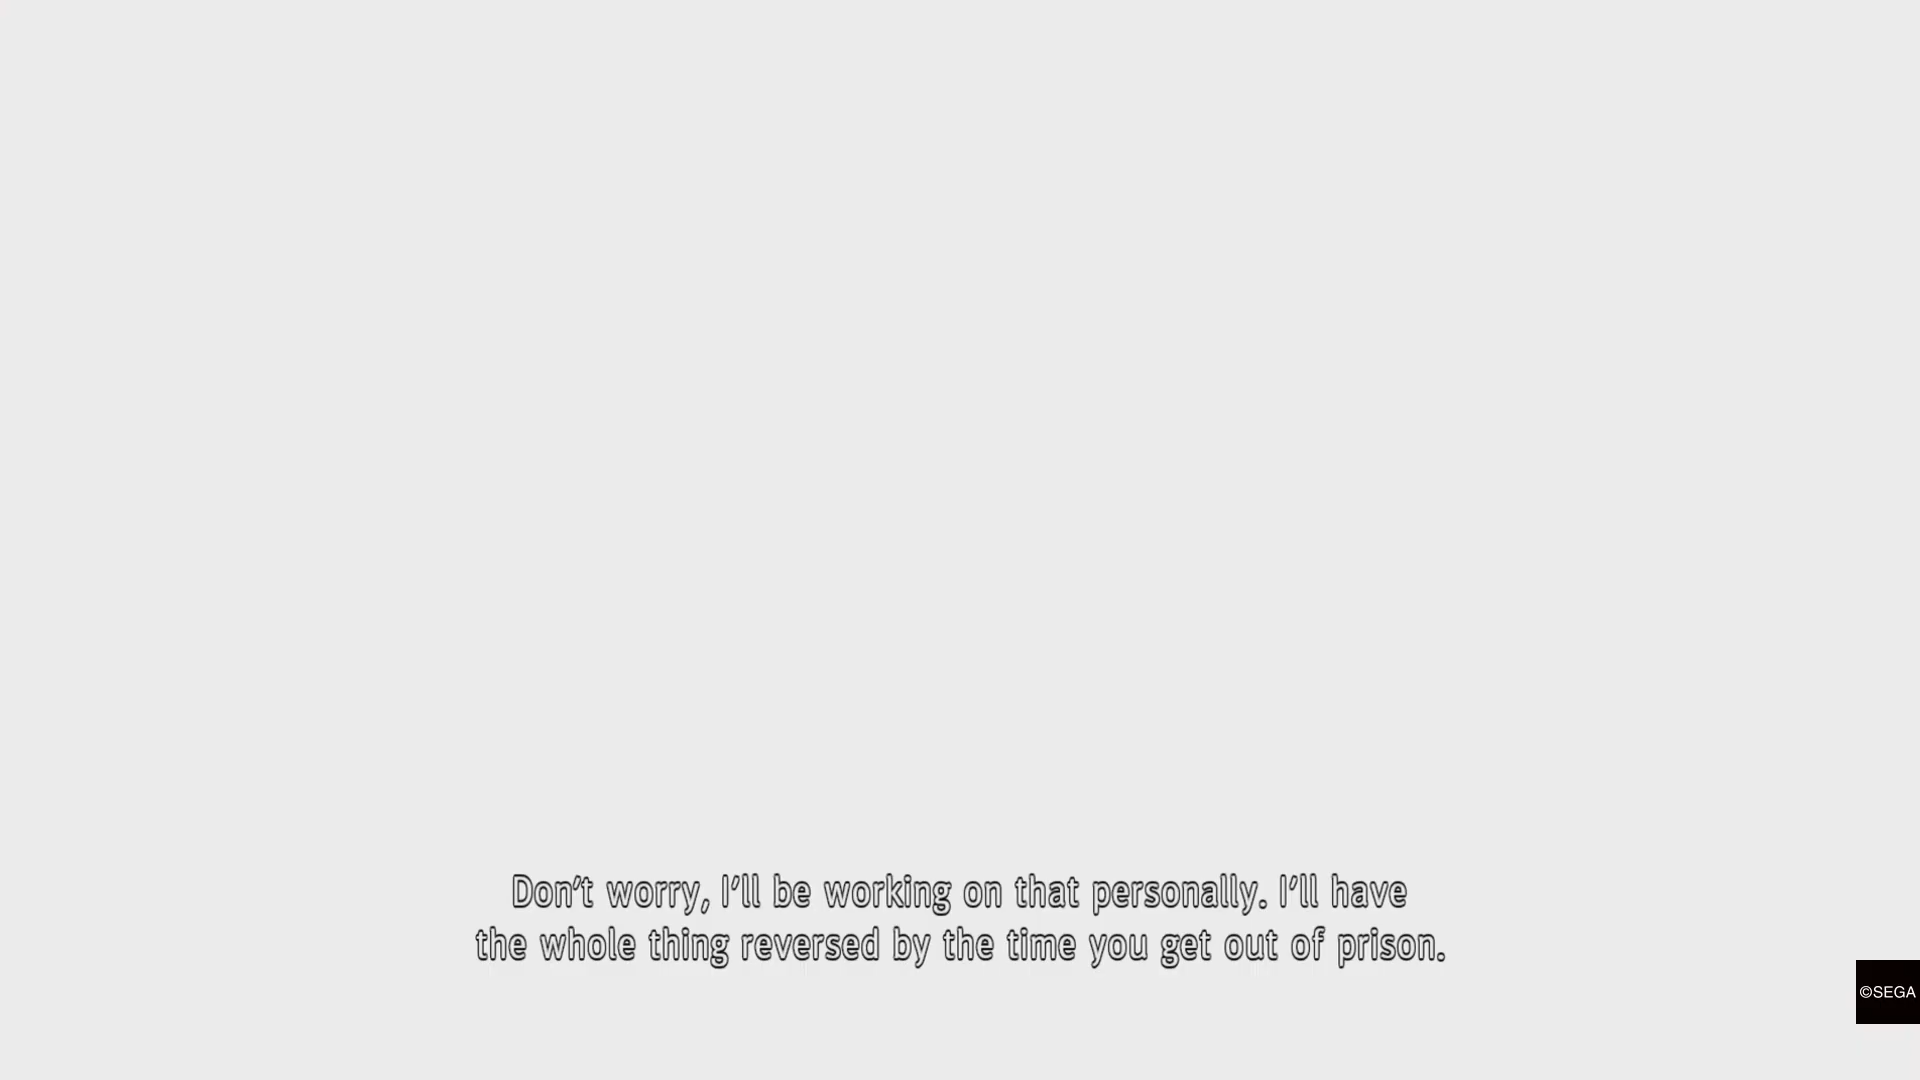 Don't worry, I'll be working on that personally. I'll have
the whole thing reversed by the time you get out of prison.
©SEGA